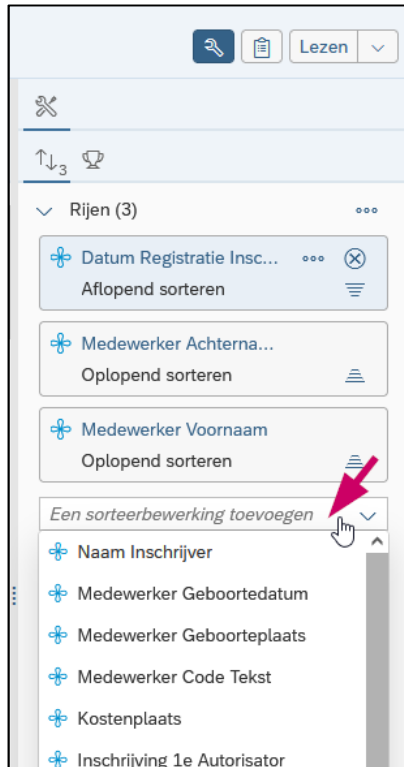 Lezen
3
Rijen (3)
Datum Registratie Insc...
Aflopend sorteren
Medewerker Achterna...
Oplopend sorteren
Medewerker Voornaam
Oplopend sorteren
Een sorteerbewerking toevoegen
Naam Inschrijver
Medewerker Geboortedatum
Medewerker Geboorteplaats
Medewerker Code Tekst
Kostenplaats
Inschrijving 1e Autorisator